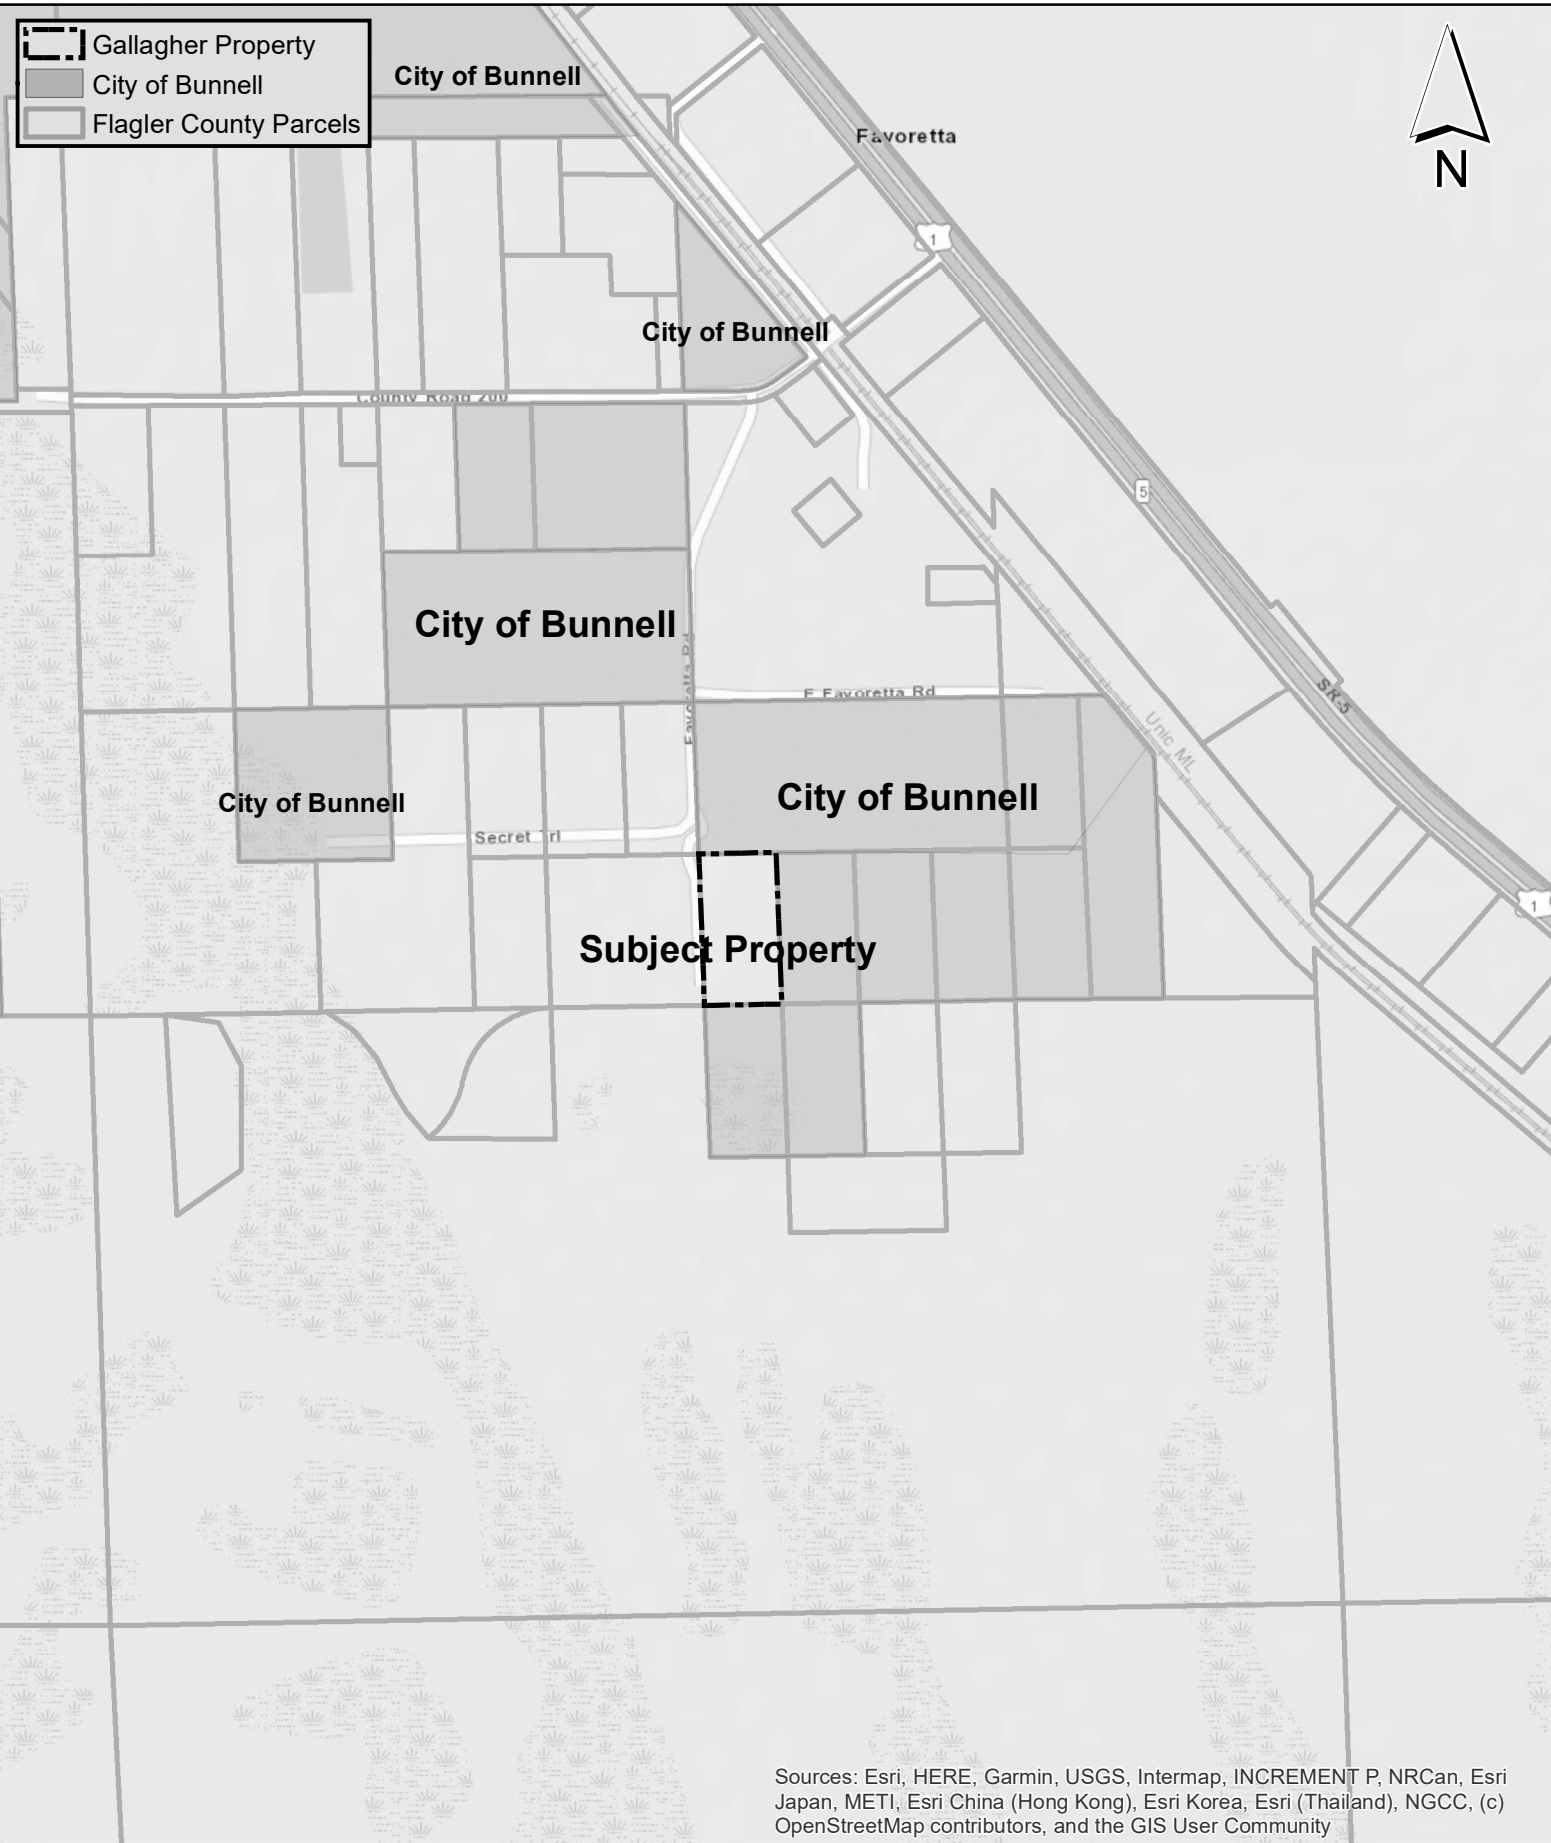 Gallagher Property
City of Bunnell
Flagler County Parcels
City of Bunnell
Favoretta
N
1
City of Bunnell
County Road 200
5
City of Bunnell
Favoretta Rd
E Favoretta Rd
SR-5
City of Bunnell
City of Bunnell
Secret Trl
1
Subject Property
Sources: Esri, HERE, Garmin, USGS, Intermap, INCREMENT P, NRCan, Esri
Japan, METI, Esri China (Hong Kong), Esri Korea, Esri (Thailand), NGCC, (c)
OpenStreetMap contributors, and the GIS User Community